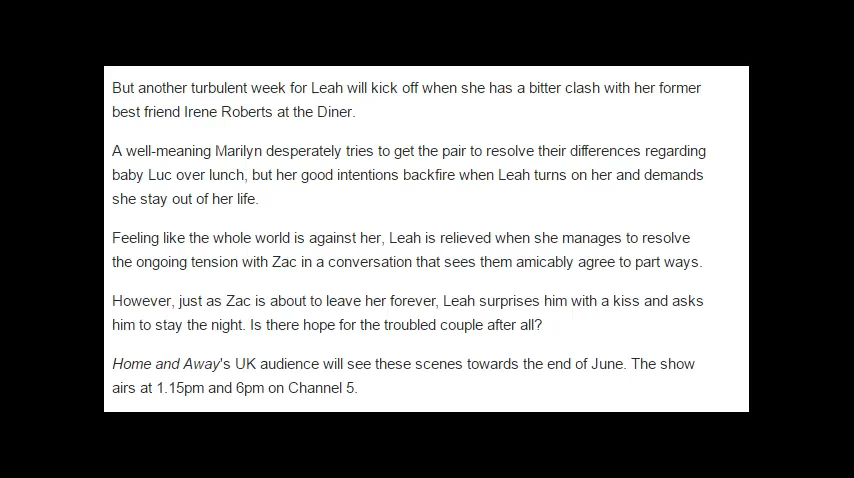 But another turbulent week for Leah will kick off when she has a bitter clash with her former
best friend Irene Roberts at the Diner.
A well-meaning Marilyn desperately tries to get the pair to resolve their differences regarding
baby Luc over lunch, but her good intentions backfire when Leah turns on her and demands
she stay out of her life.
Feeling like the whole world is against her, Leah is relieved when she manages to resolve
the ongoing tension with Zac in a conversation that sees them amicably agree to part ways.
However, just as Zac is about to leave her forever, Leah surprises him with a kiss and asks
him to stay the night. Is there hope for the troubled couple after all?
Home and Away's UK audience will see these scenes towards the end of June. The show
airs at 1.15pm and 6pm on Channel 5.